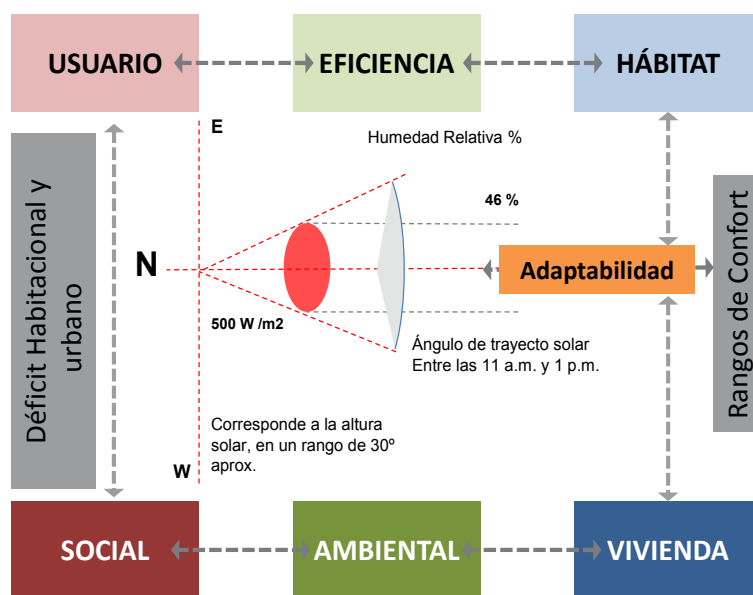 USUARIO
EFICIENCIA
HÁBITAT
E
Humedad Relativa %
Déficit Habitacional y
urbano
46 %
N
Adaptabilidad
Rangos de Confort
500 W /m2
Ángulo de trayecto solar
Entre las 11 a.m. y 1 p.m.
Corresponde a la altura
solar, en un rango de 30º
aprox.
W
SOCIAL
AMBIENTAL
VIVIENDA